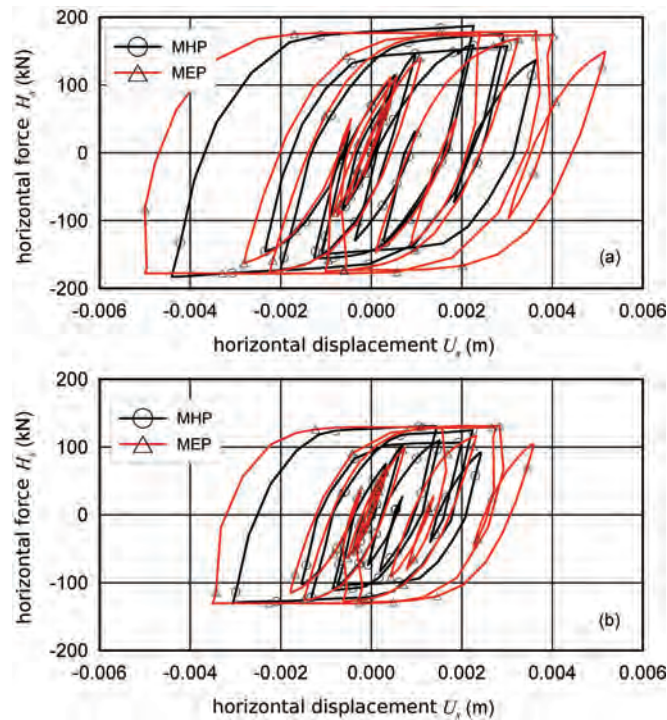 200
MHP
MEP
100
0
-100
(a)
-200
-0.006 -0.004 -0.002 0.000 0.002 0.004 0.006
horizontal displacement Uₛ (m)
horizontal force Hₛ (kN)
200
MHP
MEP
100
0
-100
(b)
-200
-0.006 -0.004 -0.002 0.000 0.002 0.004 0.006
horizontal displacement Uₛ (m)
horizontal force Hₛ (kN)